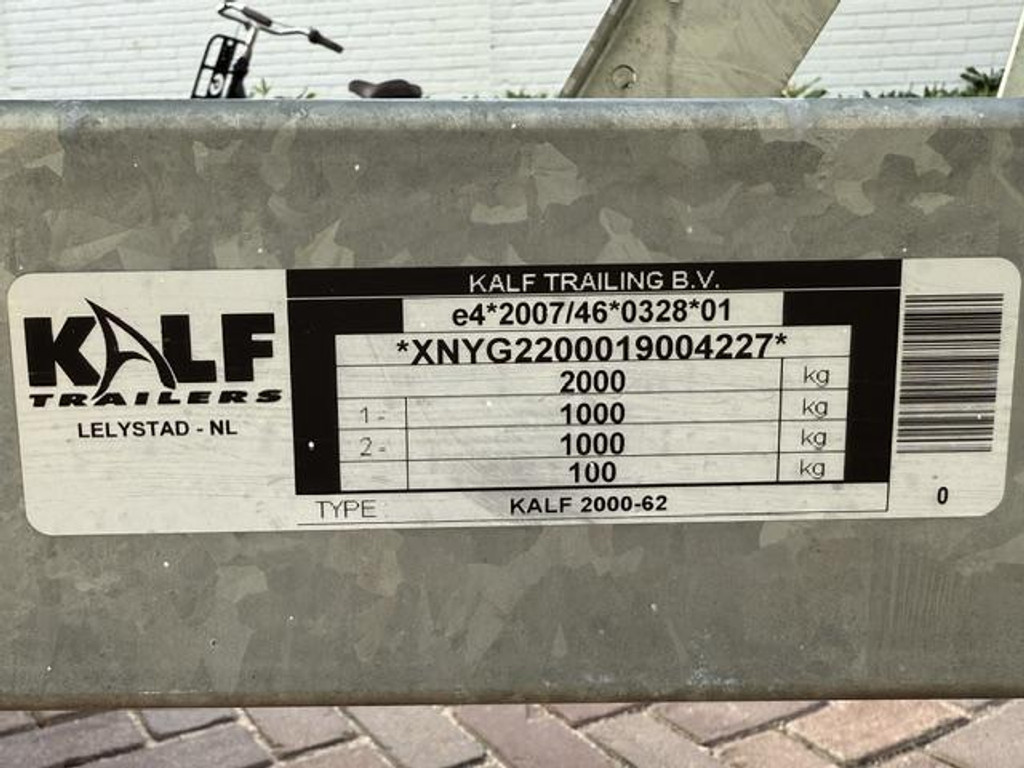 KALF
TRAILERS
LELYSTAD - NL
KALF TRAILING B.V.
e4*2007/46*0328*01
*XNYG2200019004227*
2000 kg
1 - 1000 kg
2 - 1000 kg
100 kg
TYPE : KALF 2000-62
0